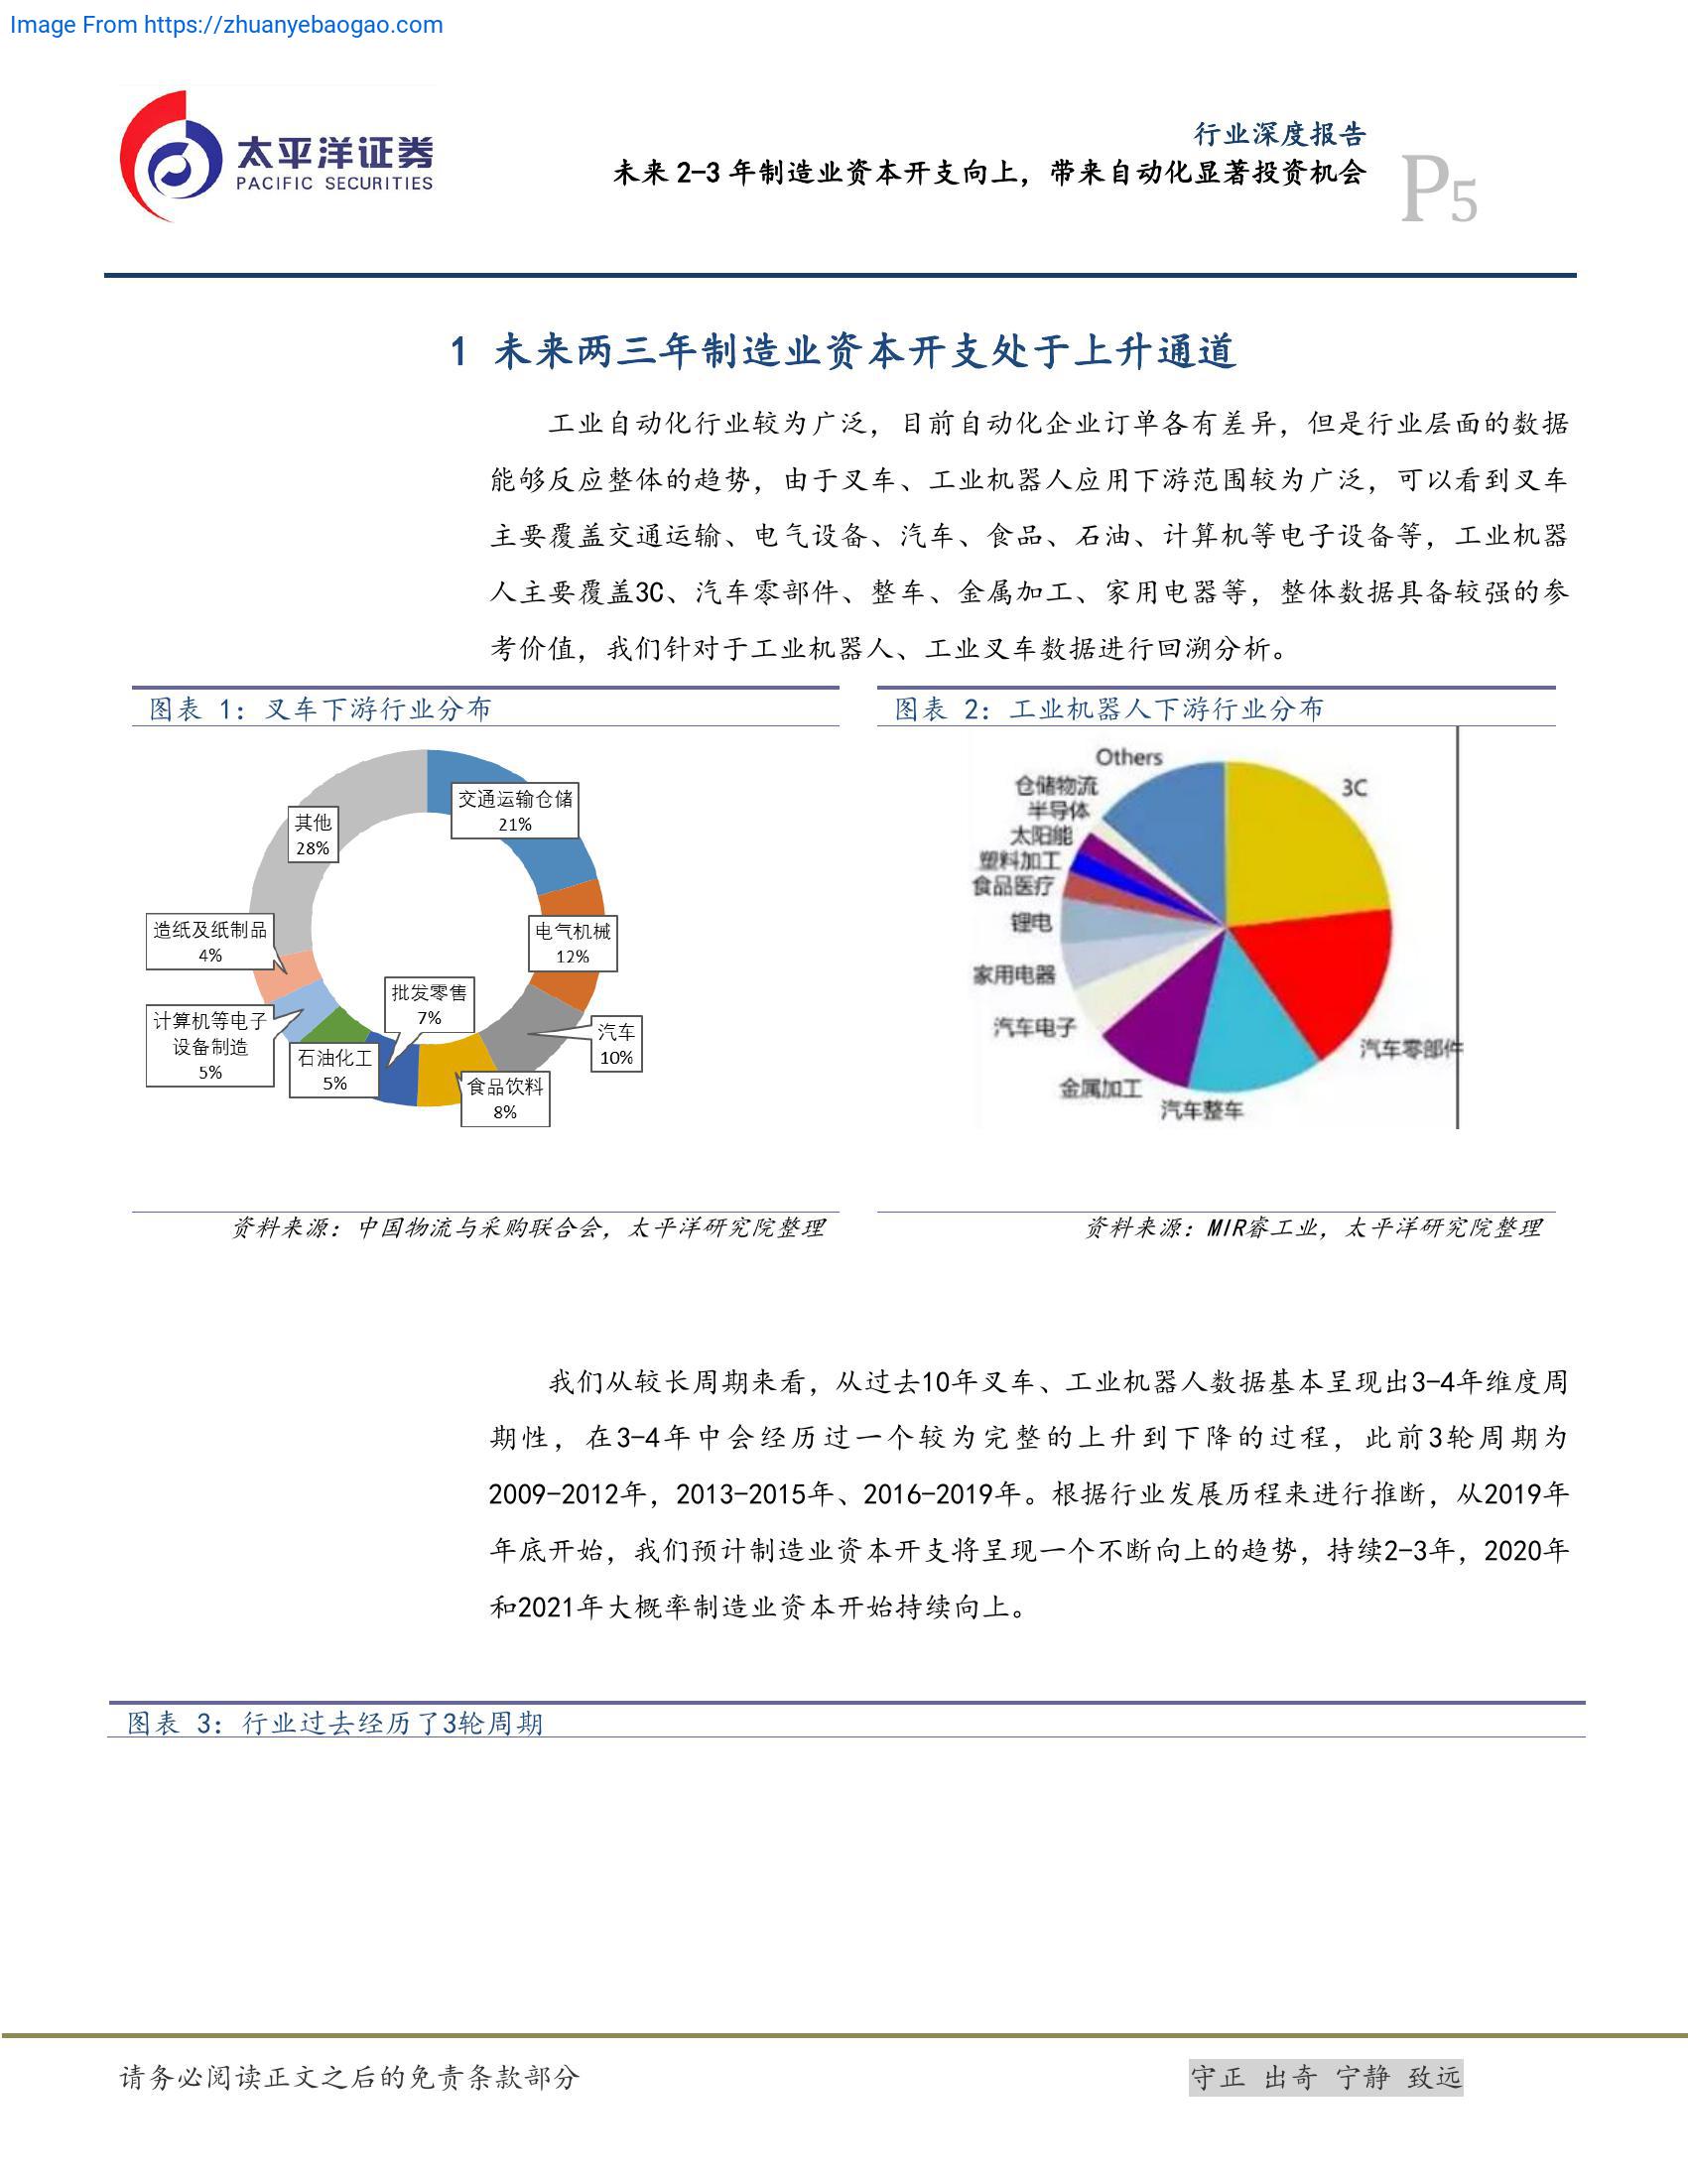 Image From https://zhuanyebaogao.com
太平洋证券
PACIFIC SECURITIES
行业深度报告
未来 2-3 年制造业资本开支向上，带来自动化显著投资机会
P5
1 未来两三年制造业资本开支处于上升通道
工业自动化行业较为广泛，目前自动化企业订单各有差异，但是行业层面的数据
能够反应整体的趋势，由于叉车、工业机器人应用下游范围较为广泛，可以看到叉车
主要覆盖交通运输、电气设备、汽车、食品、石油、计算机等电子设备等，工业机器
人主要覆盖3C、汽车零部件、整车、金属加工、家用电器等，整体数据具备较强的参
考价值，我们针对于工业机器人、工业叉车数据进行回溯分析。
图表 1：叉车下游行业分布
交通运输仓储
21%
电气机械
12%
汽车
10%
食品饮料
8%
批发零售
7%
石油化工
5%
计算机等电子
设备制造
5%
造纸及纸制品
4%
其他
28%
资料来源：中国物流与采购联合会，太平洋研究院整理
图表 2：工业机器人下游行业分布
Others
仓储物流
半导体
太阳能
塑料加工
食品医疗
锂电
家用电器
汽车电子
金属加工
汽车整车
汽车零部件
3C
资料来源：MIR睿工业，太平洋研究院整理
我们从较长周期来看，从过去10年叉车、工业机器人数据基本呈现出3-4年维度周
期性，在3-4年中会经历过一个较为完整的上升到下降的过程，此前3轮周期为
2009-2012年，2013-2015年、2016-2019年。根据行业发展历程来进行推断，从2019年
年底开始，我们预计制造业资本开支将呈现一个不断向上的趋势，持续2-3年，2020年
和2021年大概率制造业资本开始持续向上。
图表 3：行业过去经历了3轮周期
请务必阅读正文之后的免责条款部分
守正 出奇 宁静 致远